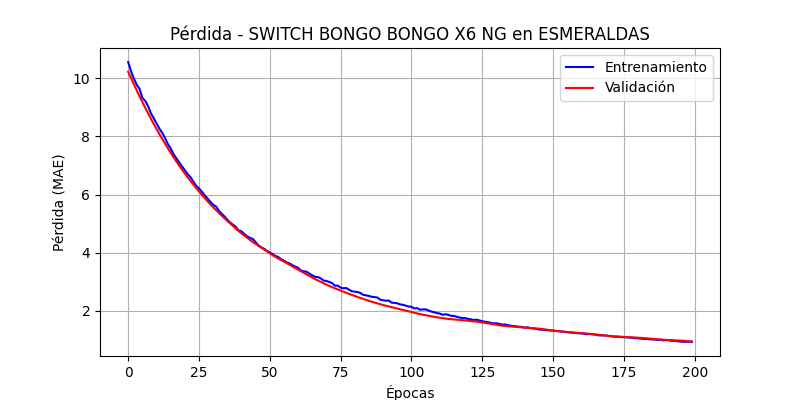 Pérdida - SWITCH BONGO BONGO X6 NG en ESMERALDAS
Entrenamiento
Validación
Pérdida (MAE)
10
8
6
4
2
0 25 50 75 100 125 150 175 200
Épocas